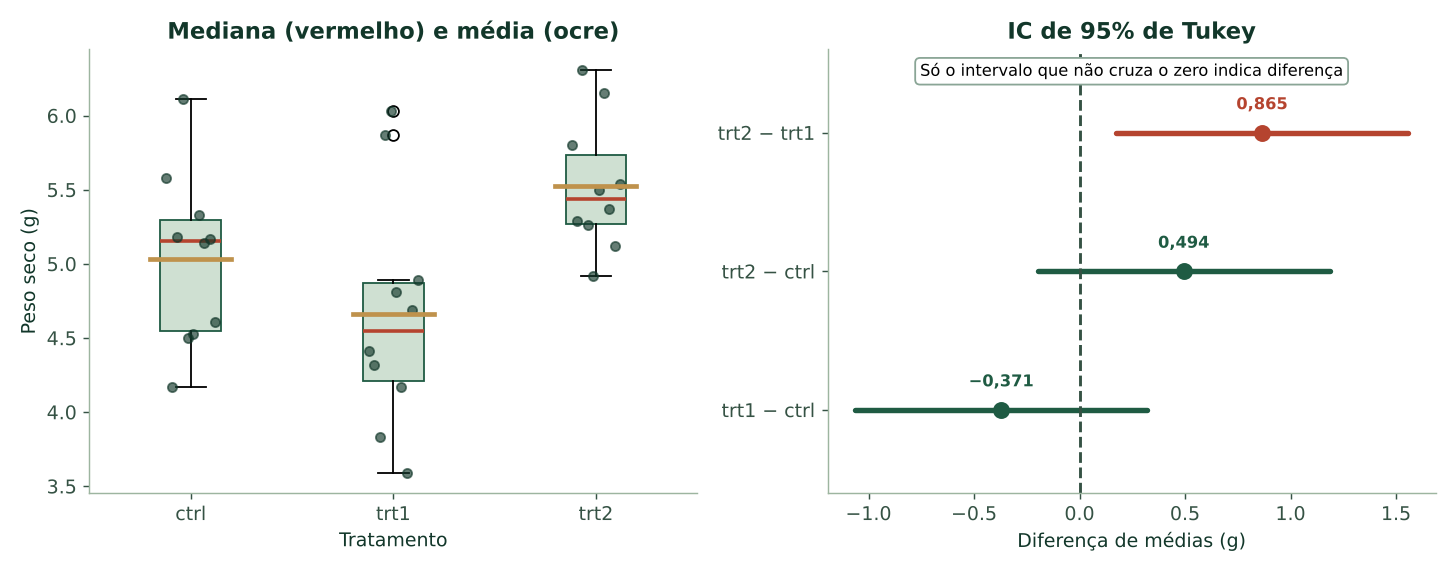 Mediana (vermelho) e média (ocre)
Peso seco (g)
6.0
5.5
5.0
4.5
4.0
3.5
ctrl
trt1
trt2
Tratamento
IC de 95% de Tukey
Só o intervalo que não cruza o zero indica diferença
0,865
trt2 − trt1
0,494
trt2 − ctrl
−0,371
trt1 − ctrl
−1.0
−0.5
0.0
0.5
1.0
1.5
Diferença de médias (g)